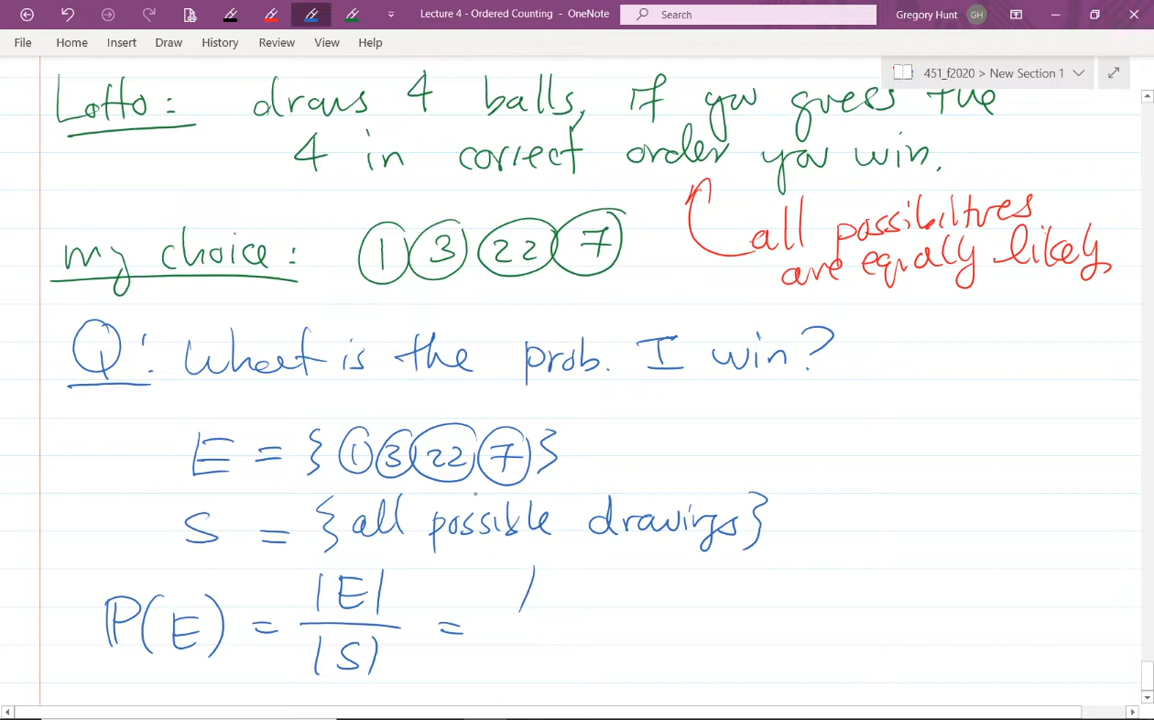 Lecture 4 - Ordered Counting - OneNote
Search
Gregory Hunt
GH
File Home Insert Draw History Review View Help
451_f2020 > New Section 1
Lotto: draws 4 balls, if you guess the
4 in correct order you win.
my choice: 1 3 22 7
all possibilitres
are equally likely
Q: What is the prob. I win?
E = {1 3 22 7}
S = {all possible drawings}
P(E) = |E| / |S| = 1